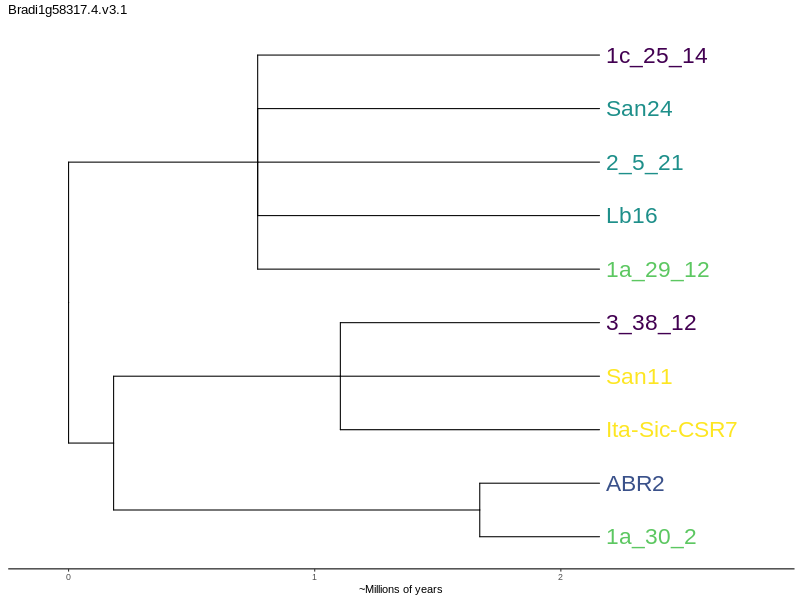 Bradi1g58317.4.v3.1
1c_25_14
San24
2_5_21
Lb16
1a_29_12
3_38_12
San11
Ita-Sic-CSR7
ABR2
1a_30_2
0 1 2
~Millions of years